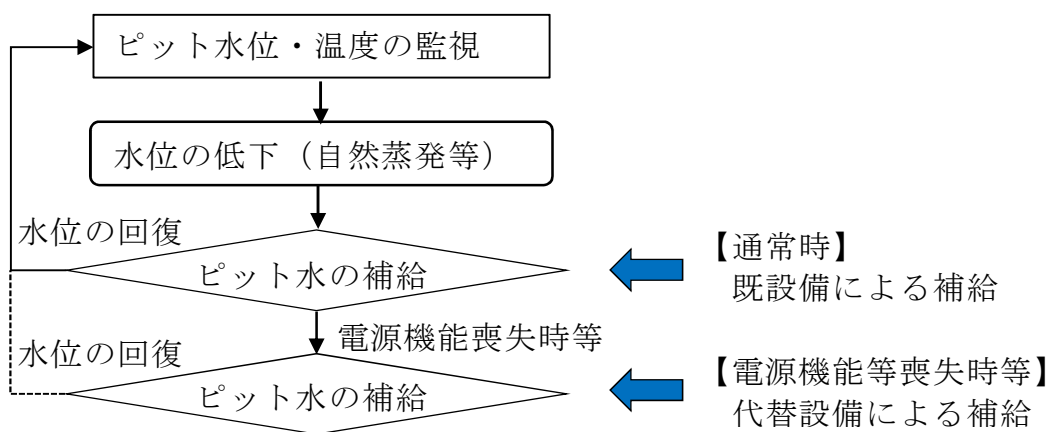 ピット水位・温度の監視
水位の低下（自然蒸発等）
水位の回復
ピット水の補給
【通常時】
既設備による補給
電源機能喪失時等
水位の回復
ピット水の補給
【電源機能等喪失時等】
代替設備による補給